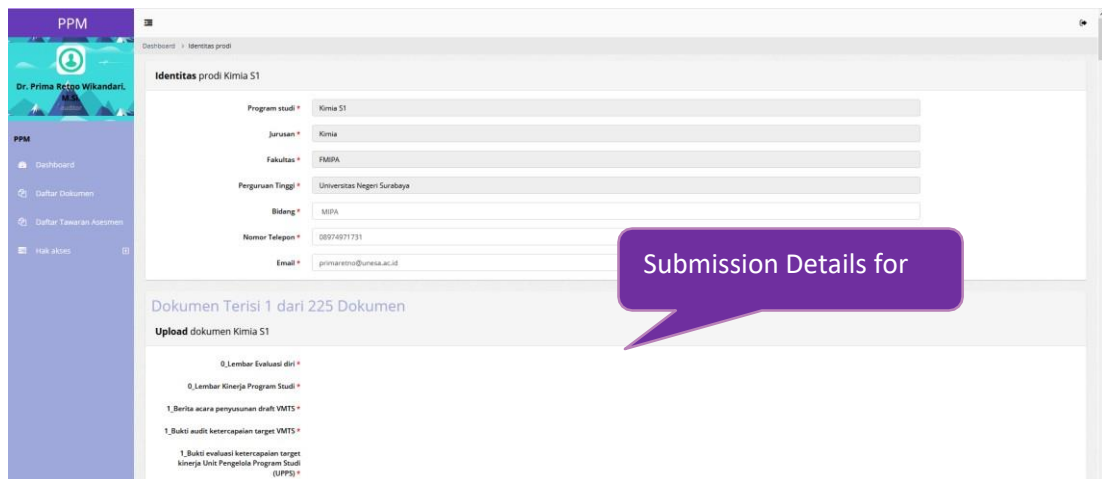 PPM
Dashboard > Identitas prodi
Dr. Prima Retno Wikandari,
M.Si
Auditor
PPM
Dashboard
Daftar Dokumen
Daftar Tawaran Asesmen
Hak akses
Identitas prodi Kimia S1
Program studi * Kimia S1
Jurusan * Kimia
Fakultas * FMIPA
Perguruan Tinggi * Universitas Negeri Surabaya
Bidang * MIPA
Nomor Telepon * 08974971731
Email * primaretno@unesa.ac.id
Submission Details for
Dokumen Terisi 1 dari 225 Dokumen
Upload dokumen Kimia S1
0_Lembar Evaluasi diri *
0_Lembar Kinerja Program Studi *
1_Berita acara penyusunan draft VMTS *
1_Bukti audit ketercapaian target VMTS *
1_Bukti evaluasi ketercapaian target
kinerja Unit Pengelola Program Studi
(UPPS) *